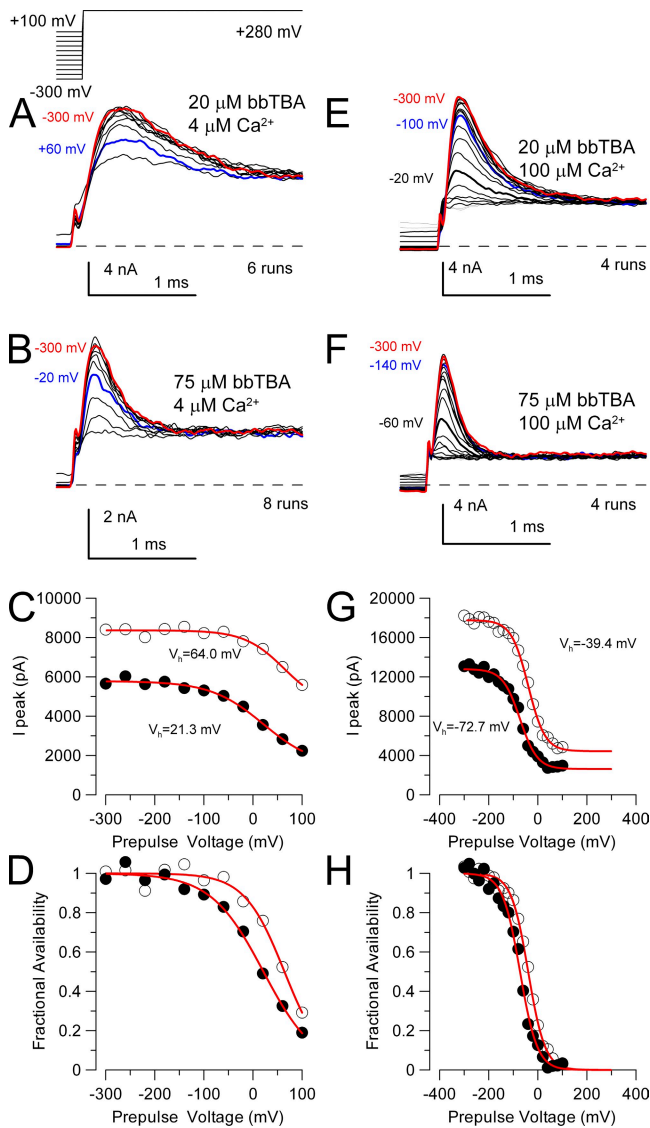 +100 mV
+280 mV
-300 mV
A
-300 mV
+60 mV
20 μM bbTBA
4 μM Ca²⁺
4 nA
1 ms
6 runs
E
-300 mV
-100 mV
-20 mV
20 μM bbTBA
100 μM Ca²⁺
4 nA
1 ms
4 runs
B
-300 mV
-20 mV
75 μM bbTBA
4 μM Ca²⁺
8 runs
2 nA
1 ms
F
-300 mV
-140 mV
-60 mV
75 μM bbTBA
100 μM Ca²⁺
4 nA
4 runs
1 ms
C
I peak (pA)
10000
8000
6000
4000
2000
0
Vₕ=64.0 mV
Vₕ=21.3 mV
-300 -200 -100 0 100
Prepulse Voltage (mV)
G
I peak (pA)
20000
16000
12000
8000
4000
0
Vₕ=-39.4 mV
Vₕ=-72.7 mV
-400 -200 0 200 400
Prepulse Voltage (mV)
D
Fractional Availability
1
0.8
0.6
0.4
0.2
0
-300 -200 -100 0 100
Prepulse Voltage (mV)
H
Fractional Availability
1
0.8
0.6
0.4
0.2
0
-400 -200 0 200 400
Prepulse Voltage (mV)